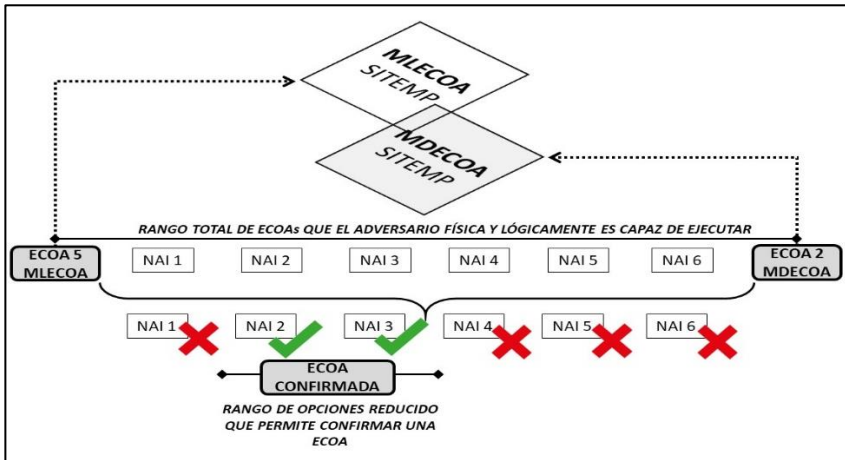 MLECOA
SITEMP
MDECOA
SITEMP
RANGO TOTAL DE ECOAs QUE EL ADVERSARIO FÍSICA Y LÓGICAMENTE ES CAPAZ DE EJECUTAR
ECOA 5
MLECOA
NAI 1
NAI 2
NAI 3
NAI 4
NAI 5
NAI 6
ECOA 2
MDECOA
NAI 1
NAI 2
NAI 3
NAI 4
NAI 5
NAI 6
ECOA
CONFIRMADA
RANGO DE OPCIONES REDUCIDO
QUE PERMITE CONFIRMAR UNA
ECOA